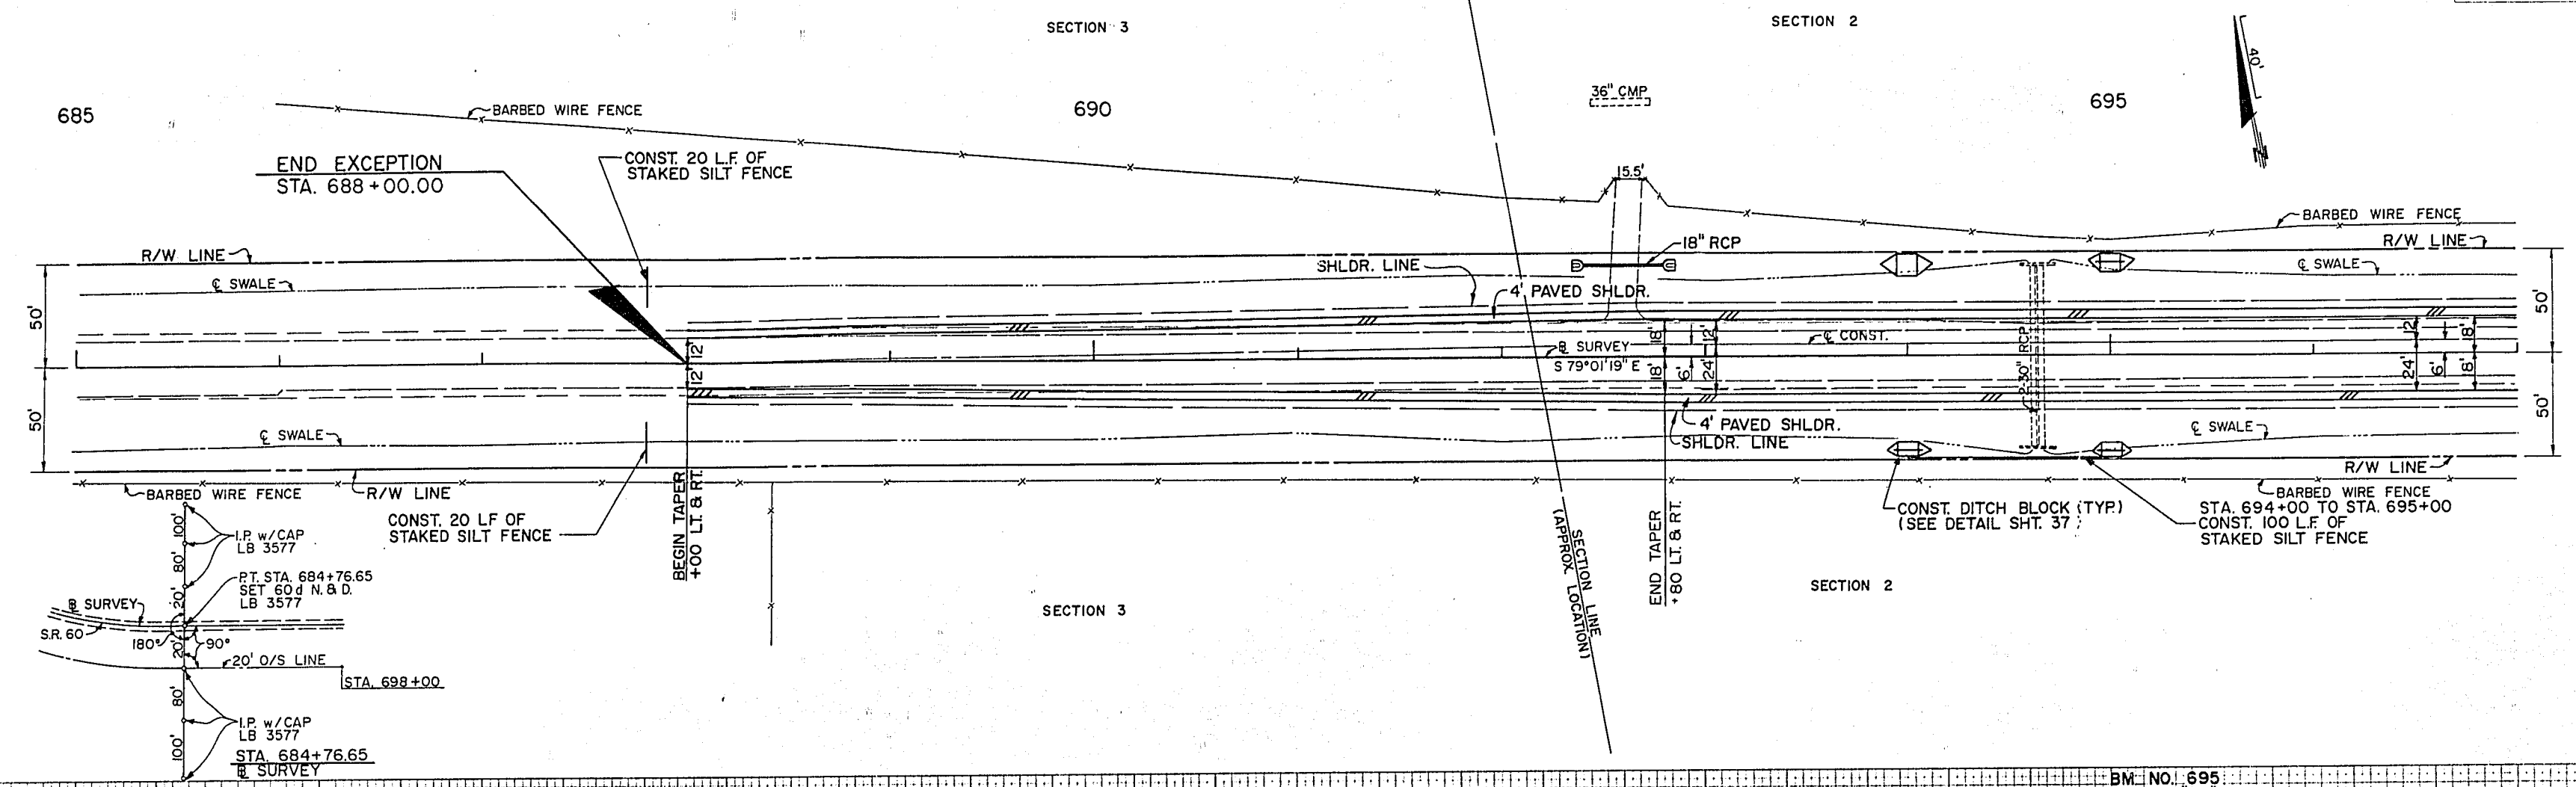 SECTION 3
SECTION 2
40'
N
685
690
695
BARBED WIRE FENCE
36" CMP
END EXCEPTION
STA. 688+00.00
CONST. 20 L.F. OF
STAKED SILT FENCE
15.5'
BARBED WIRE FENCE
R/W LINE
18" RCP
R/W LINE
SHLDR. LINE
℄ SWALE
℄ SWALE
4' PAVED SHLDR.
50'
50'
12'
12'
18'
12'
℄ SURVEY
℄ CONST.
S 79°01'19" E
18'
6'
24'
2-30" RCP
12'
18'
24'
6'
18'
50'
50'
4' PAVED SHLDR.
SHLDR. LINE
℄ SWALE
℄ SWALE
R/W LINE
BARBED WIRE FENCE
R/W LINE
BEGIN TAPER
+00 LT. & RT.
CONST. 20 LF OF
STAKED SILT FENCE
SECTION LINE
(APPROX. LOCATION)
END TAPER
+80 LT. & RT.
CONST. DITCH BLOCK (TYP.)
(SEE DETAIL SHT. 37)
BARBED WIRE FENCE
STA. 694+00 TO STA. 695+00
CONST. 100 L.F. OF
STAKED SILT FENCE
100'
I.P. w/CAP
LB 3577
80'
P.T. STA. 684+76.65
SET 60d N. & D.
LB 3577
20'
℄ SURVEY
S.R. 60
180°
90°
20'
20' O/S LINE
STA. 698+00
80'
I.P. w/CAP
LB 3577
100'
STA. 684+76.65
℄ SURVEY
SECTION 3
SECTION 2
BM NO. 695